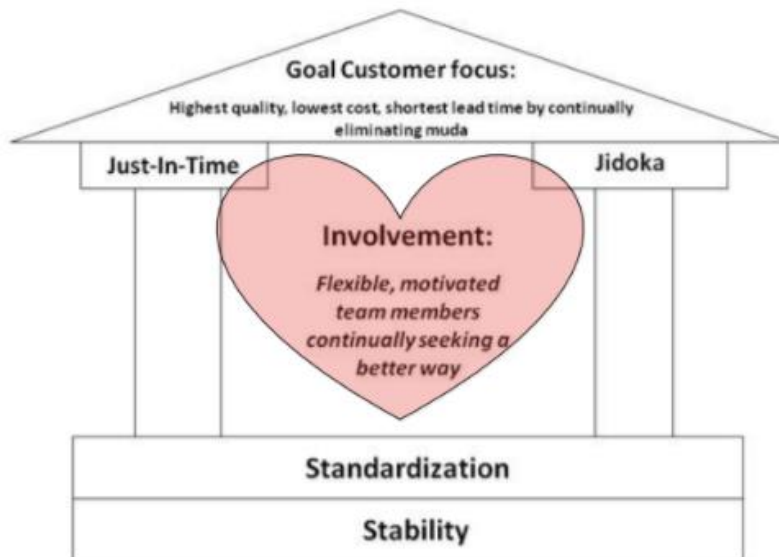 Goal Customer focus:
Highest quality, lowest cost, shortest lead time by continually
eliminating muda
Just-In-Time
Jidoka
Involvement:
Flexible, motivated
team members
continually seeking a
better way
Standardization
Stability